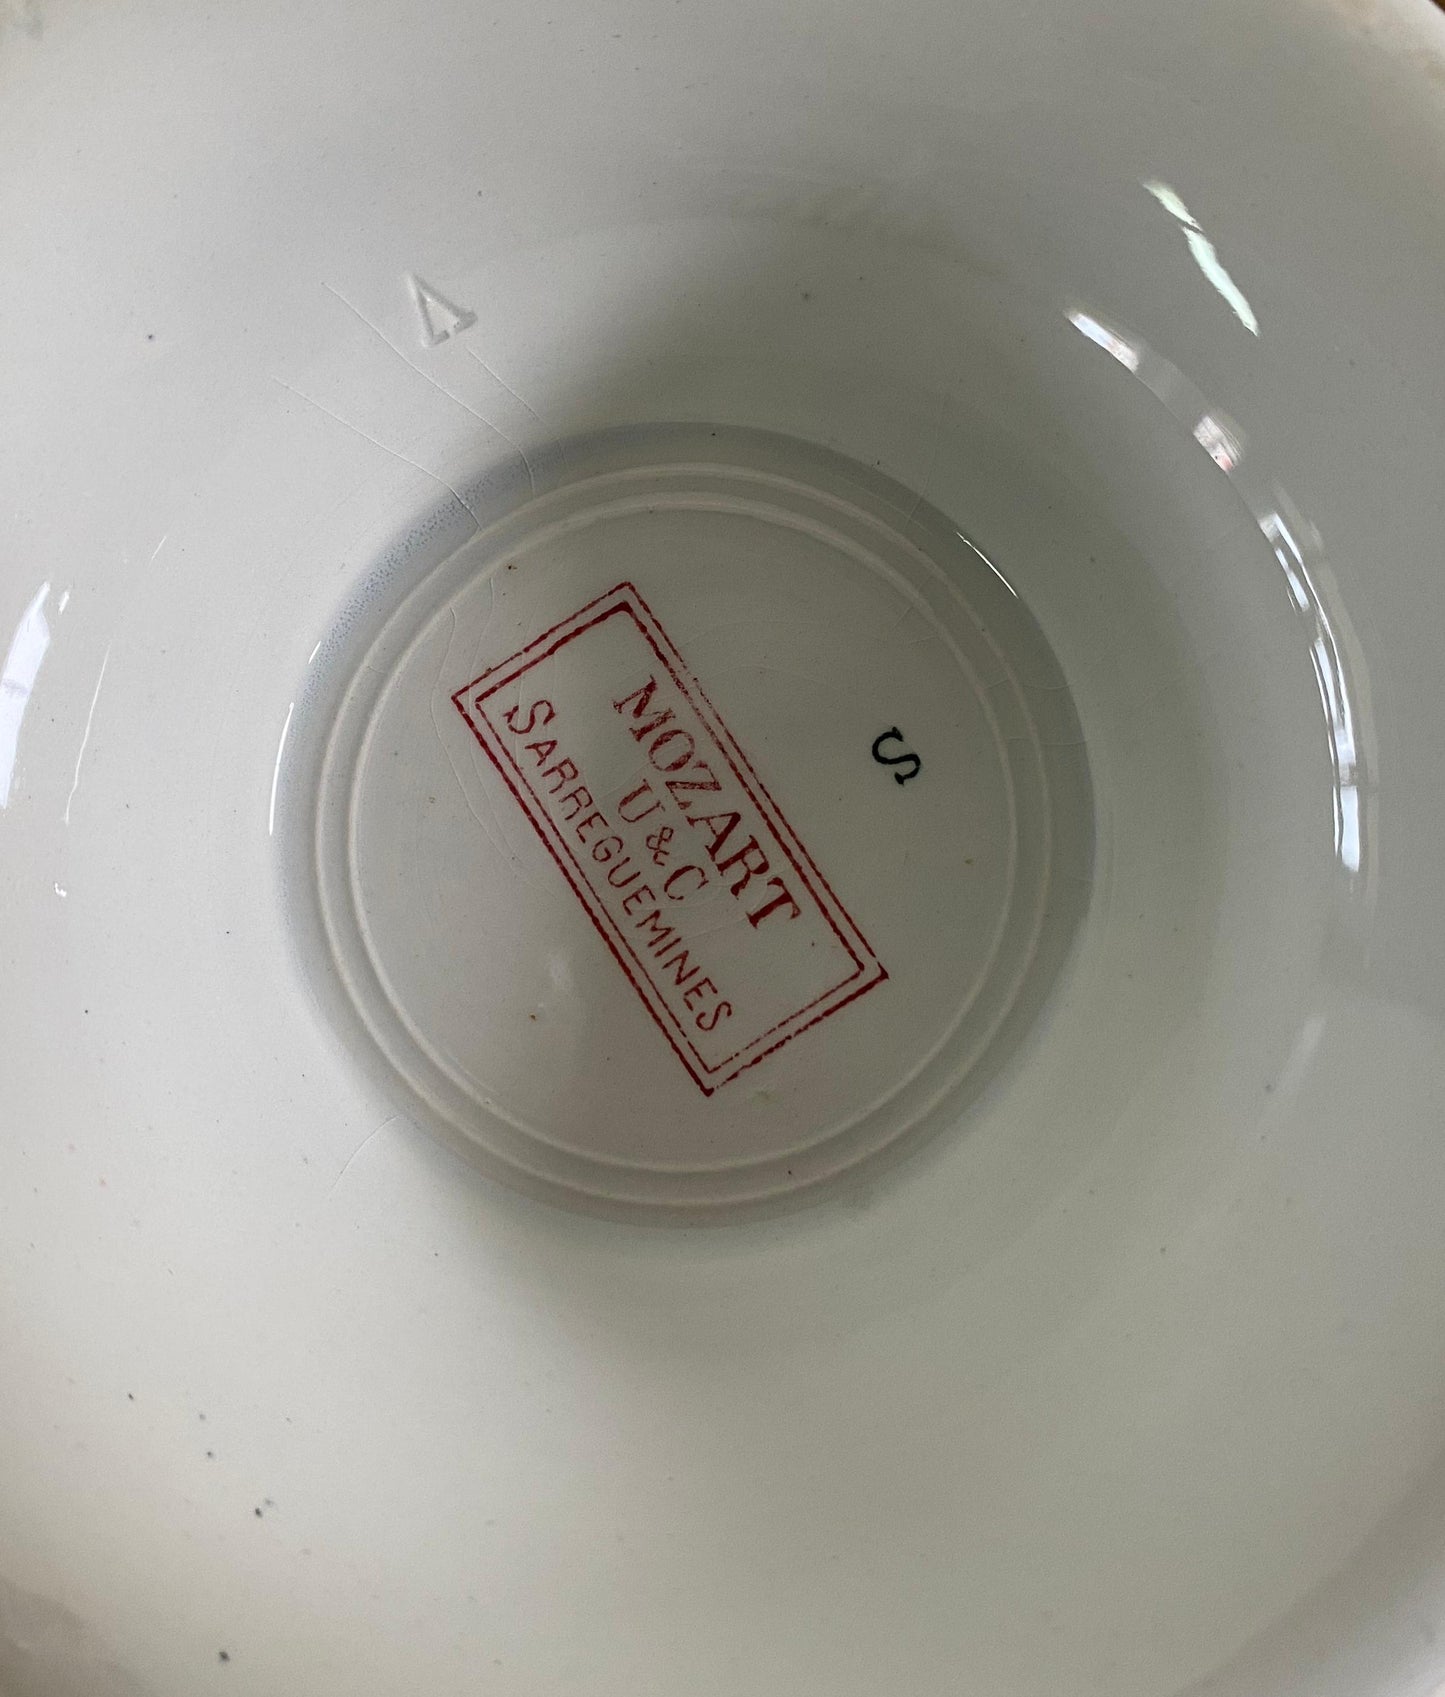 MOZART
U & C
SARREGUEMINES
S